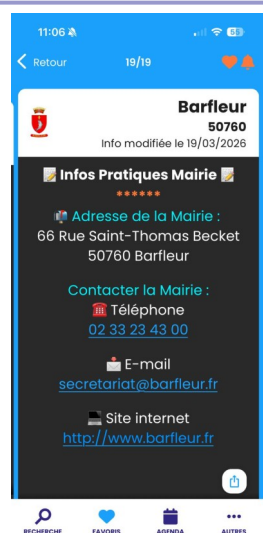 11:06
53
Retour
19/19
Barfleur
50760
Info modifiée le 19/03/2026
Infos Pratiques Mairie
******
Adresse de la Mairie :
66 Rue Saint-Thomas Becket
50760 Barfleur
Contacter la Mairie :
Téléphone
02 33 23 43 00
E-mail
secretariat@barfleur.fr
Site internet
http://www.barfleur.fr
RECHERCHE
FAVORIS
AGENDA
AUTRES